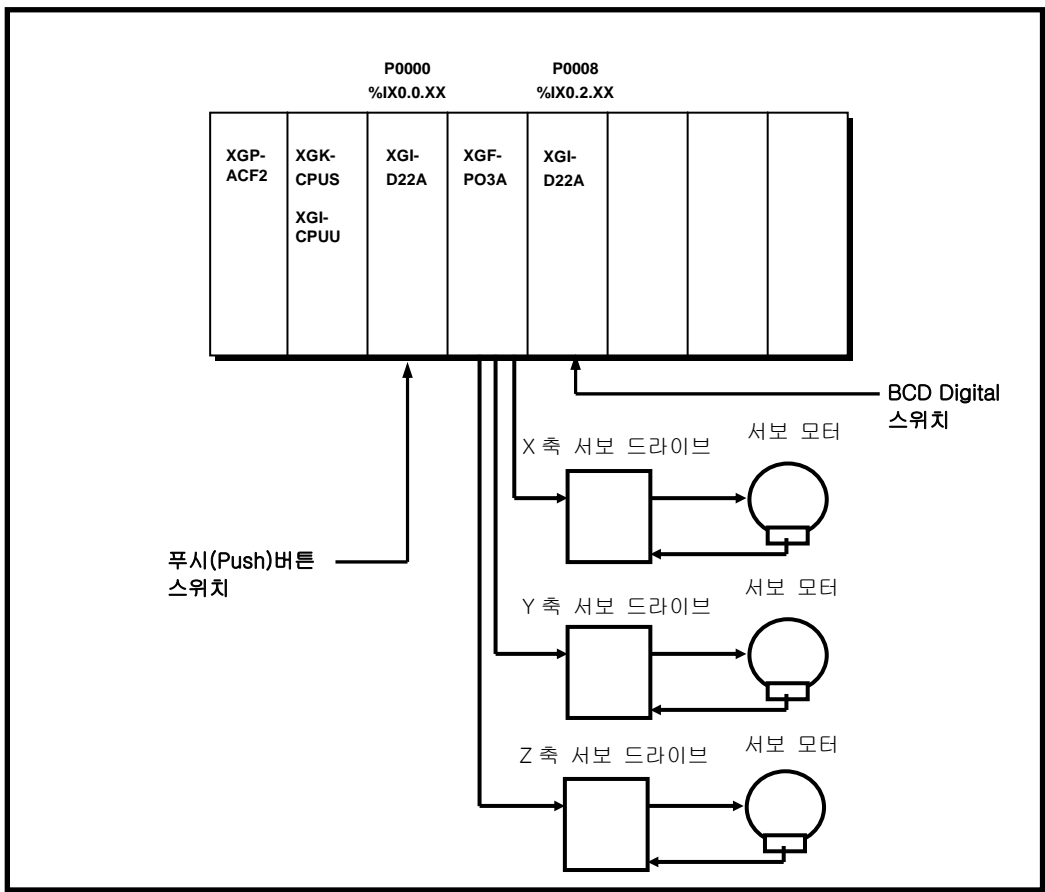 P0000
%IX0.0.XX
P0008
%IX0.2.XX
XGP-
ACF2
XGK-
CPUS
XGI-
CPUU
XGI-
D22A
XGF-
PO3A
XGI-
D22A
BCD Digital
스위치
X 축 서보 드라이브
서보 모터
푸시(Push)버튼
스위치
Y 축 서보 드라이브
서보 모터
Z 축 서보 드라이브
서보 모터